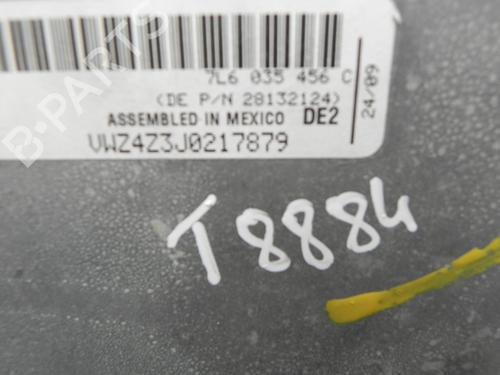 B-PARTS
7L6 035 456 C
(DE P/N 28132124)
ASSEMBLED IN MEXICO DE2
24/09
VWZ4Z3J0217879
T8884